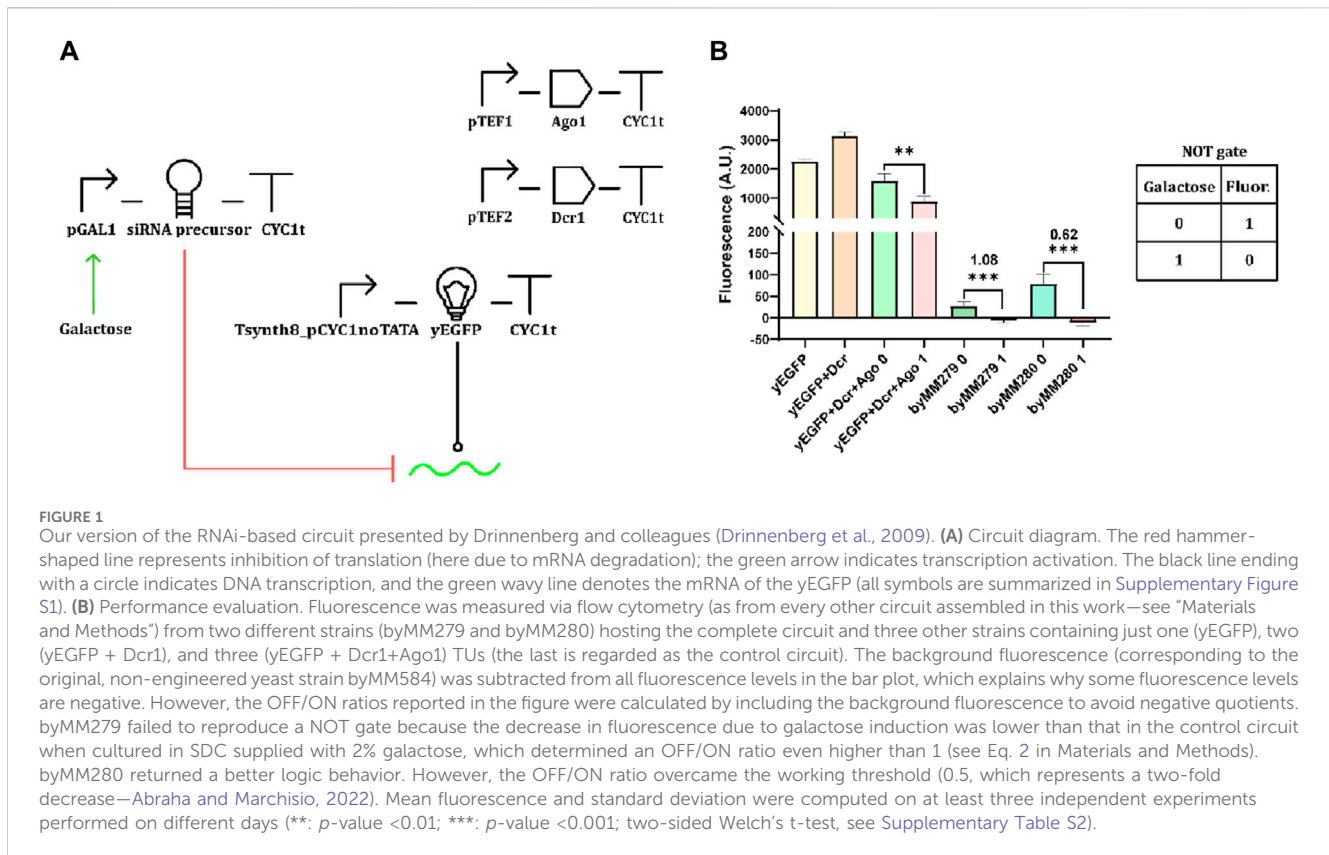 A
pTEF1 Ago1 CYC1t
pTEF2 Dcr1 CYC1t
pGAL1 siRNA precursor CYC1t
Galactose
Tsynth8_pCYC1noTATA yEGFP CYC1t
B
Fluorescence (A.U.)
4000
3000
2000
1000
200
150
100
50
0
-50
**
1.08
***
0.62
***
yEGFP
yEGFP+Dcr
yEGFP+Dcr+Ago 0
yEGFP+Dcr+Ago 1
byMM279 0
byMM279 1
byMM280 0
byMM280 1
NOT gate
Galactose Fluor.
0 1
1 0
FIGURE 1
Our version of the RNAi-based circuit presented by Drinnenberg and colleagues (Drinnenberg et al., 2009). (A) Circuit diagram. The red hammer-
shaped line represents inhibition of translation (here due to mRNA degradation); the green arrow indicates transcription activation. The black line ending
with a circle indicates DNA transcription, and the green wavy line denotes the mRNA of the yEGFP (all symbols are summarized in Supplementary Figure
S1). (B) Performance evaluation. Fluorescence was measured via flow cytometry (as from every other circuit assembled in this work—see “Materials
and Methods”) from two different strains (byMM279 and byMM280) hosting the complete circuit and three other strains containing just one (yEGFP), two
(yEGFP + Dcr1), and three (yEGFP + Dcr1+Ago1) TUs (the last is regarded as the control circuit). The background fluorescence (corresponding to the
original, non-engineered yeast strain byMM584) was subtracted from all fluorescence levels in the bar plot, which explains why some fluorescence levels
are negative. However, the OFF/ON ratios reported in the figure were calculated by including the background fluorescence to avoid negative quotients.
byMM279 failed to reproduce a NOT gate because the decrease in fluorescence due to galactose induction was lower than that in the control circuit
when cultured in SDC supplied with 2% galactose, which determined an OFF/ON ratio even higher than 1 (see Eq. 2 in Materials and Methods).
byMM280 returned a better logic behavior. However, the OFF/ON ratio overcame the working threshold (0.5, which represents a two-fold
decrease—Abraha and Marchisio, 2022). Mean fluorescence and standard deviation were computed on at least three independent experiments
performed on different days (**: p-value <0.01; ***: p-value <0.001; two-sided Welch’s t-test, see Supplementary Table S2).